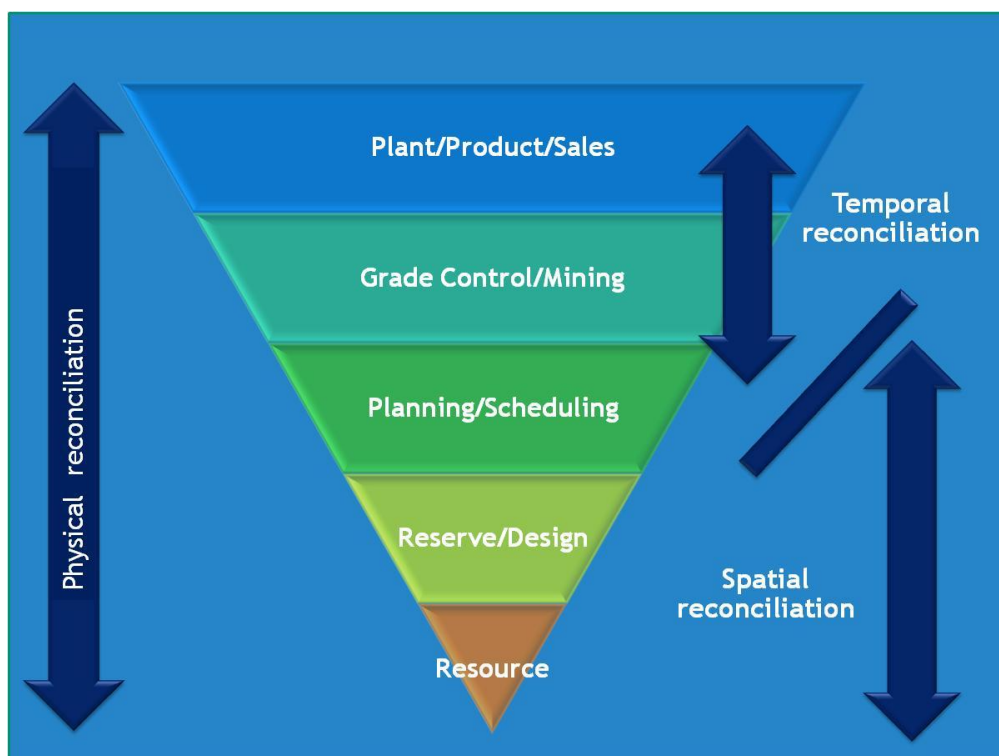 Plant/Product/Sales
Temporal
reconciliation
Grade Control/Mining
Physical reconciliation
Planning/Scheduling
Reserve/Design
Spatial
reconciliation
Resource